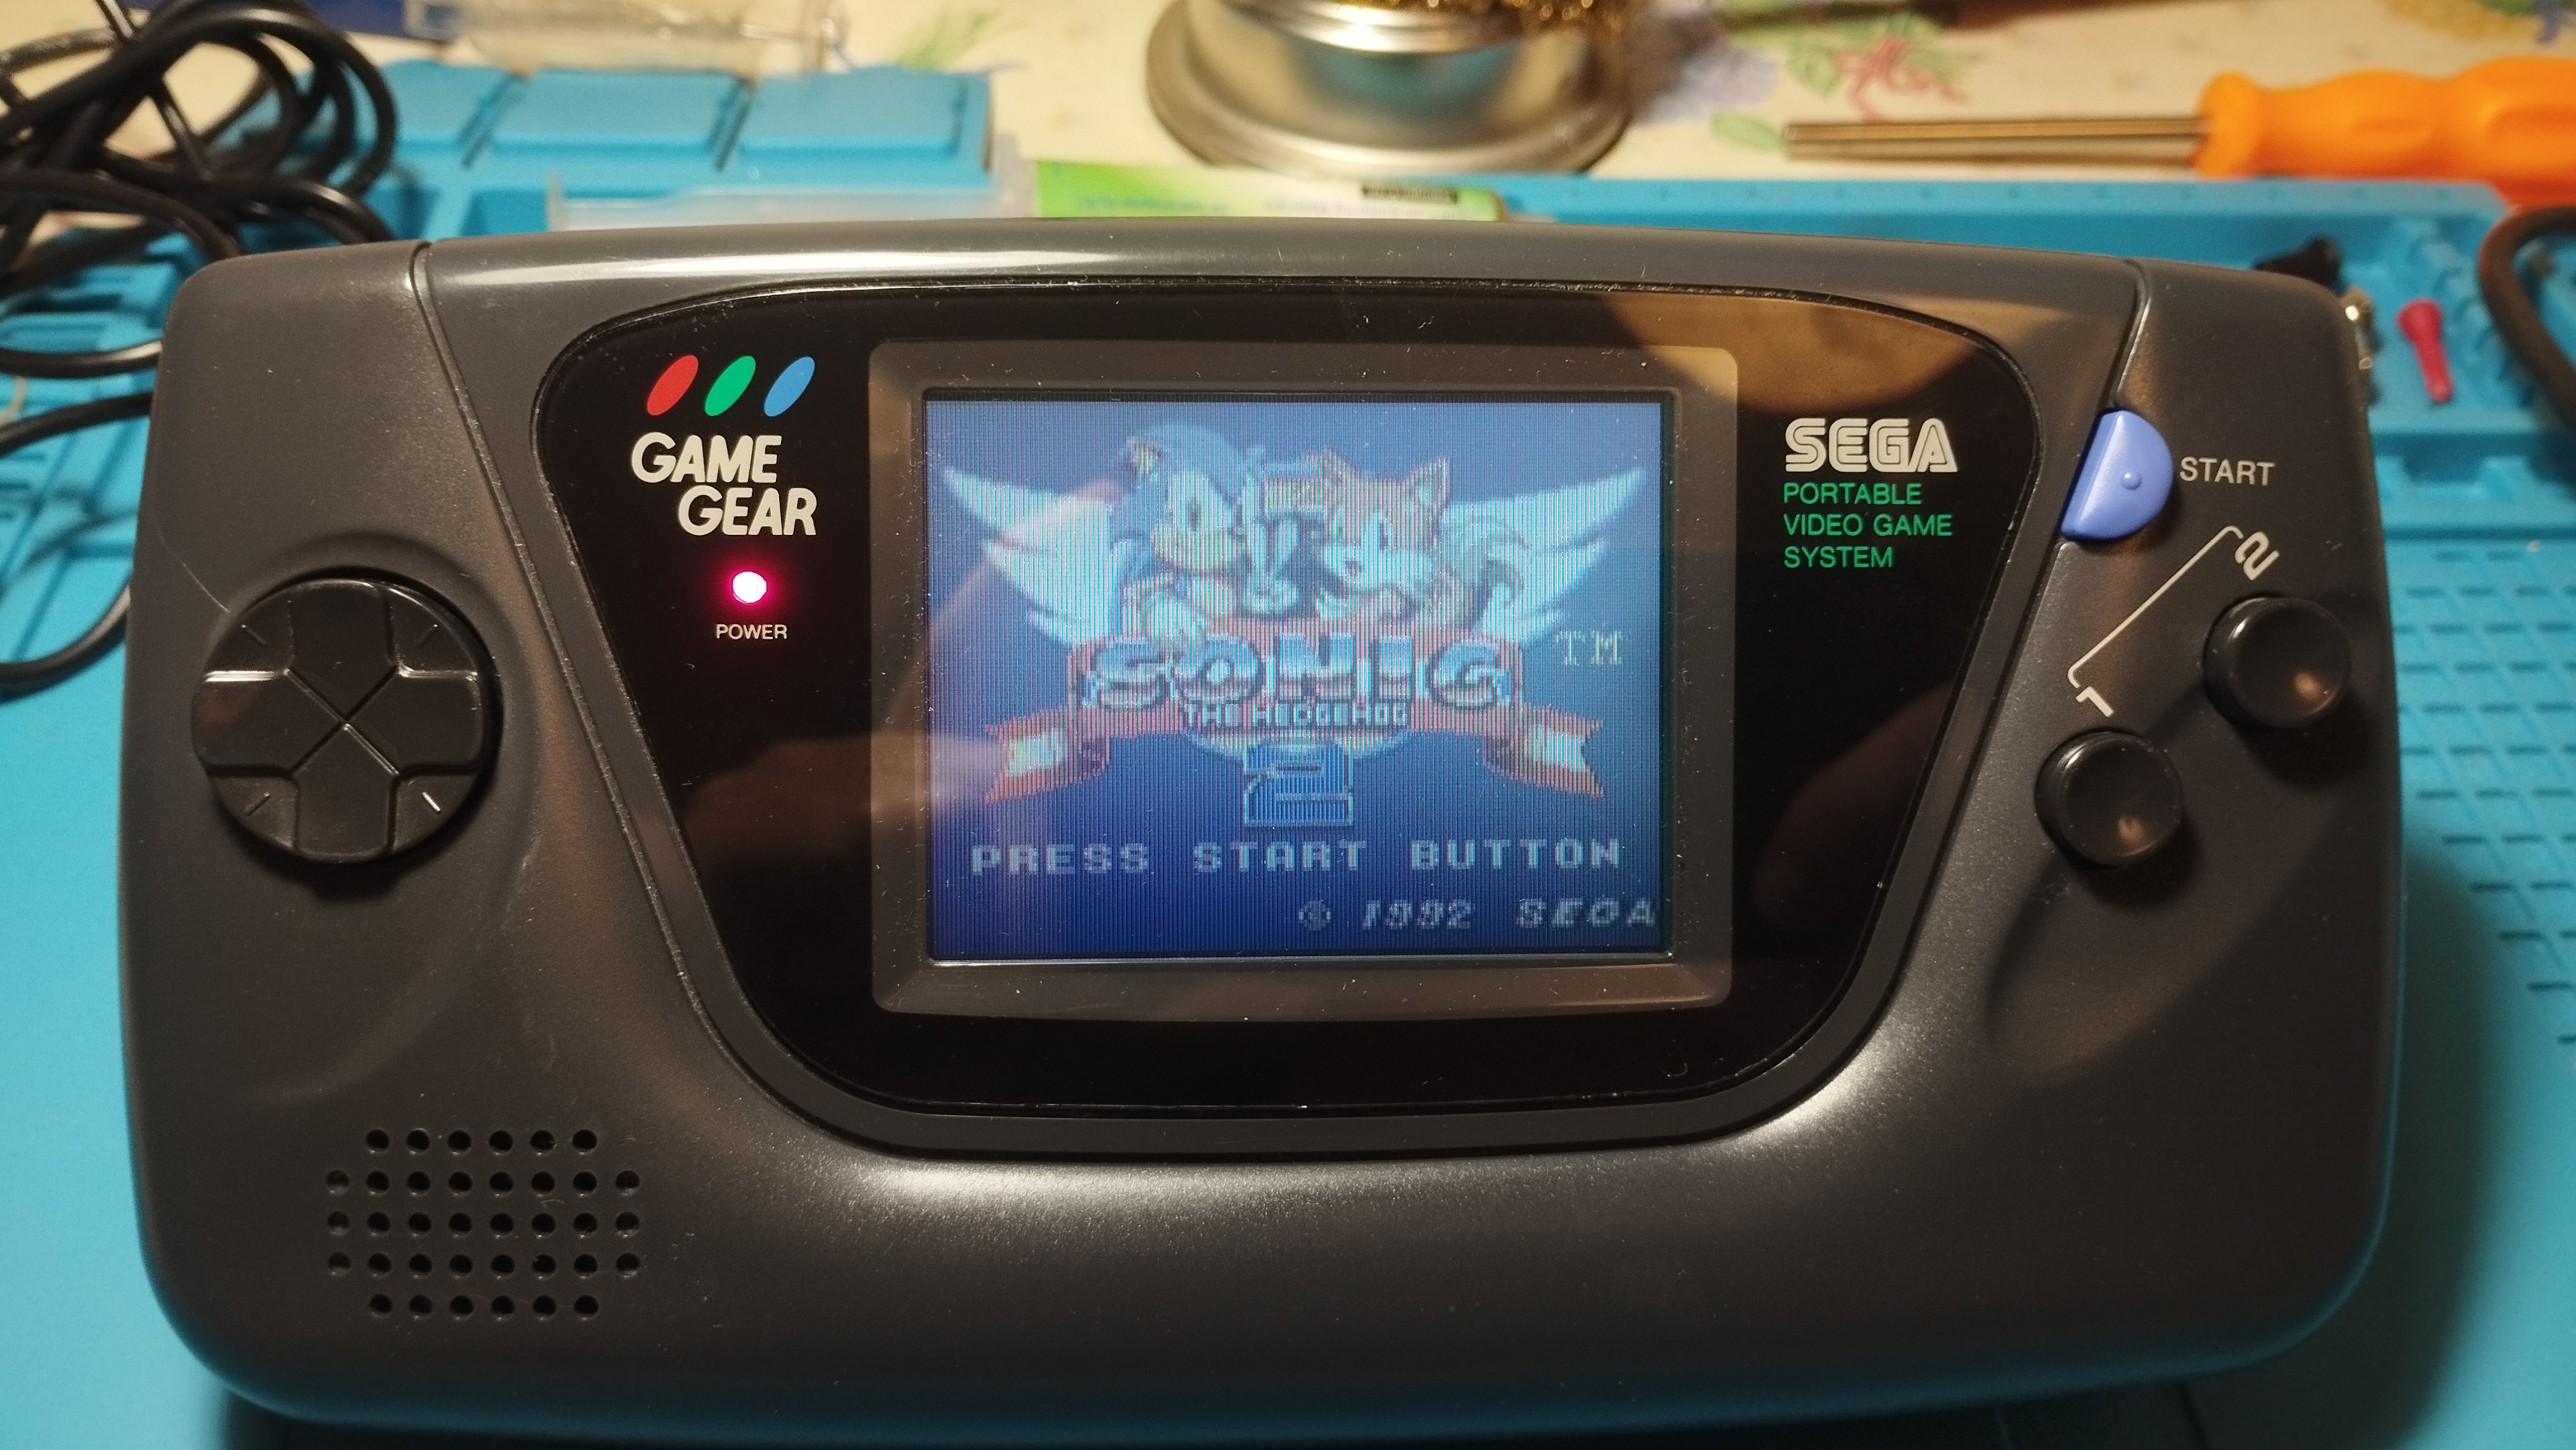 GAME
GEAR
POWER
SEGA
PORTABLE
VIDEO GAME
SYSTEM
START
2
1
TM
SONIC
THE HEDGEHOG
2
PRESS START BUTTON
© 1992 SEGA